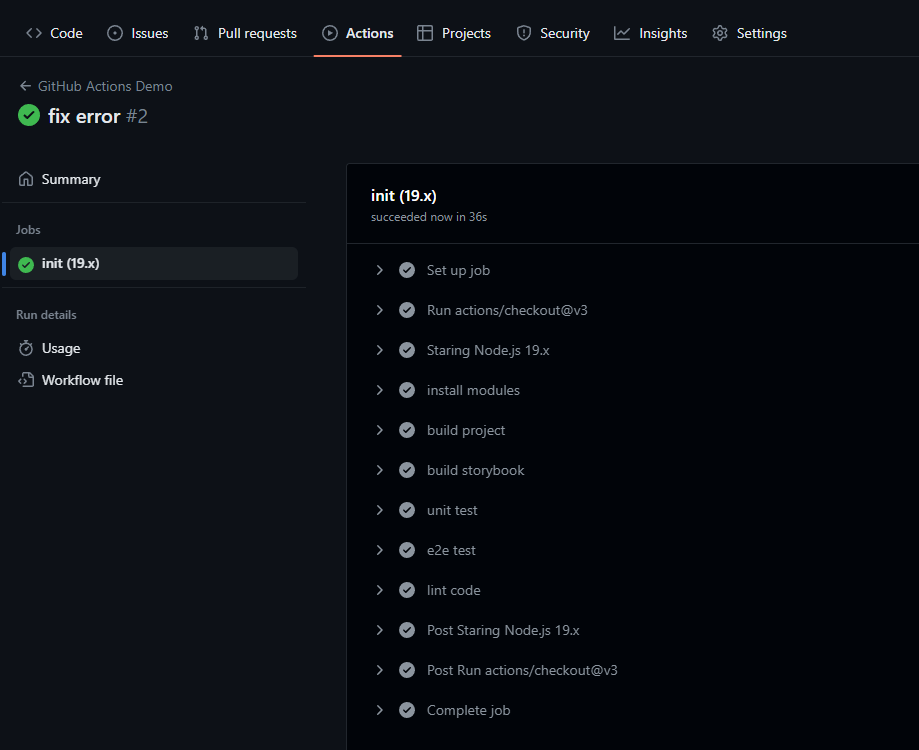 Code Issues Pull requests Actions Projects Security Insights Settings
GitHub Actions Demo
fix error #2
Summary
Jobs
init (19.x)
Run details
Usage
Workflow file
init (19.x)
succeeded now in 36s
Set up job
Run actions/checkout@v3
Staring Node.js 19.x
install modules
build project
build storybook
unit test
e2e test
lint code
Post Staring Node.js 19.x
Post Run actions/checkout@v3
Complete job